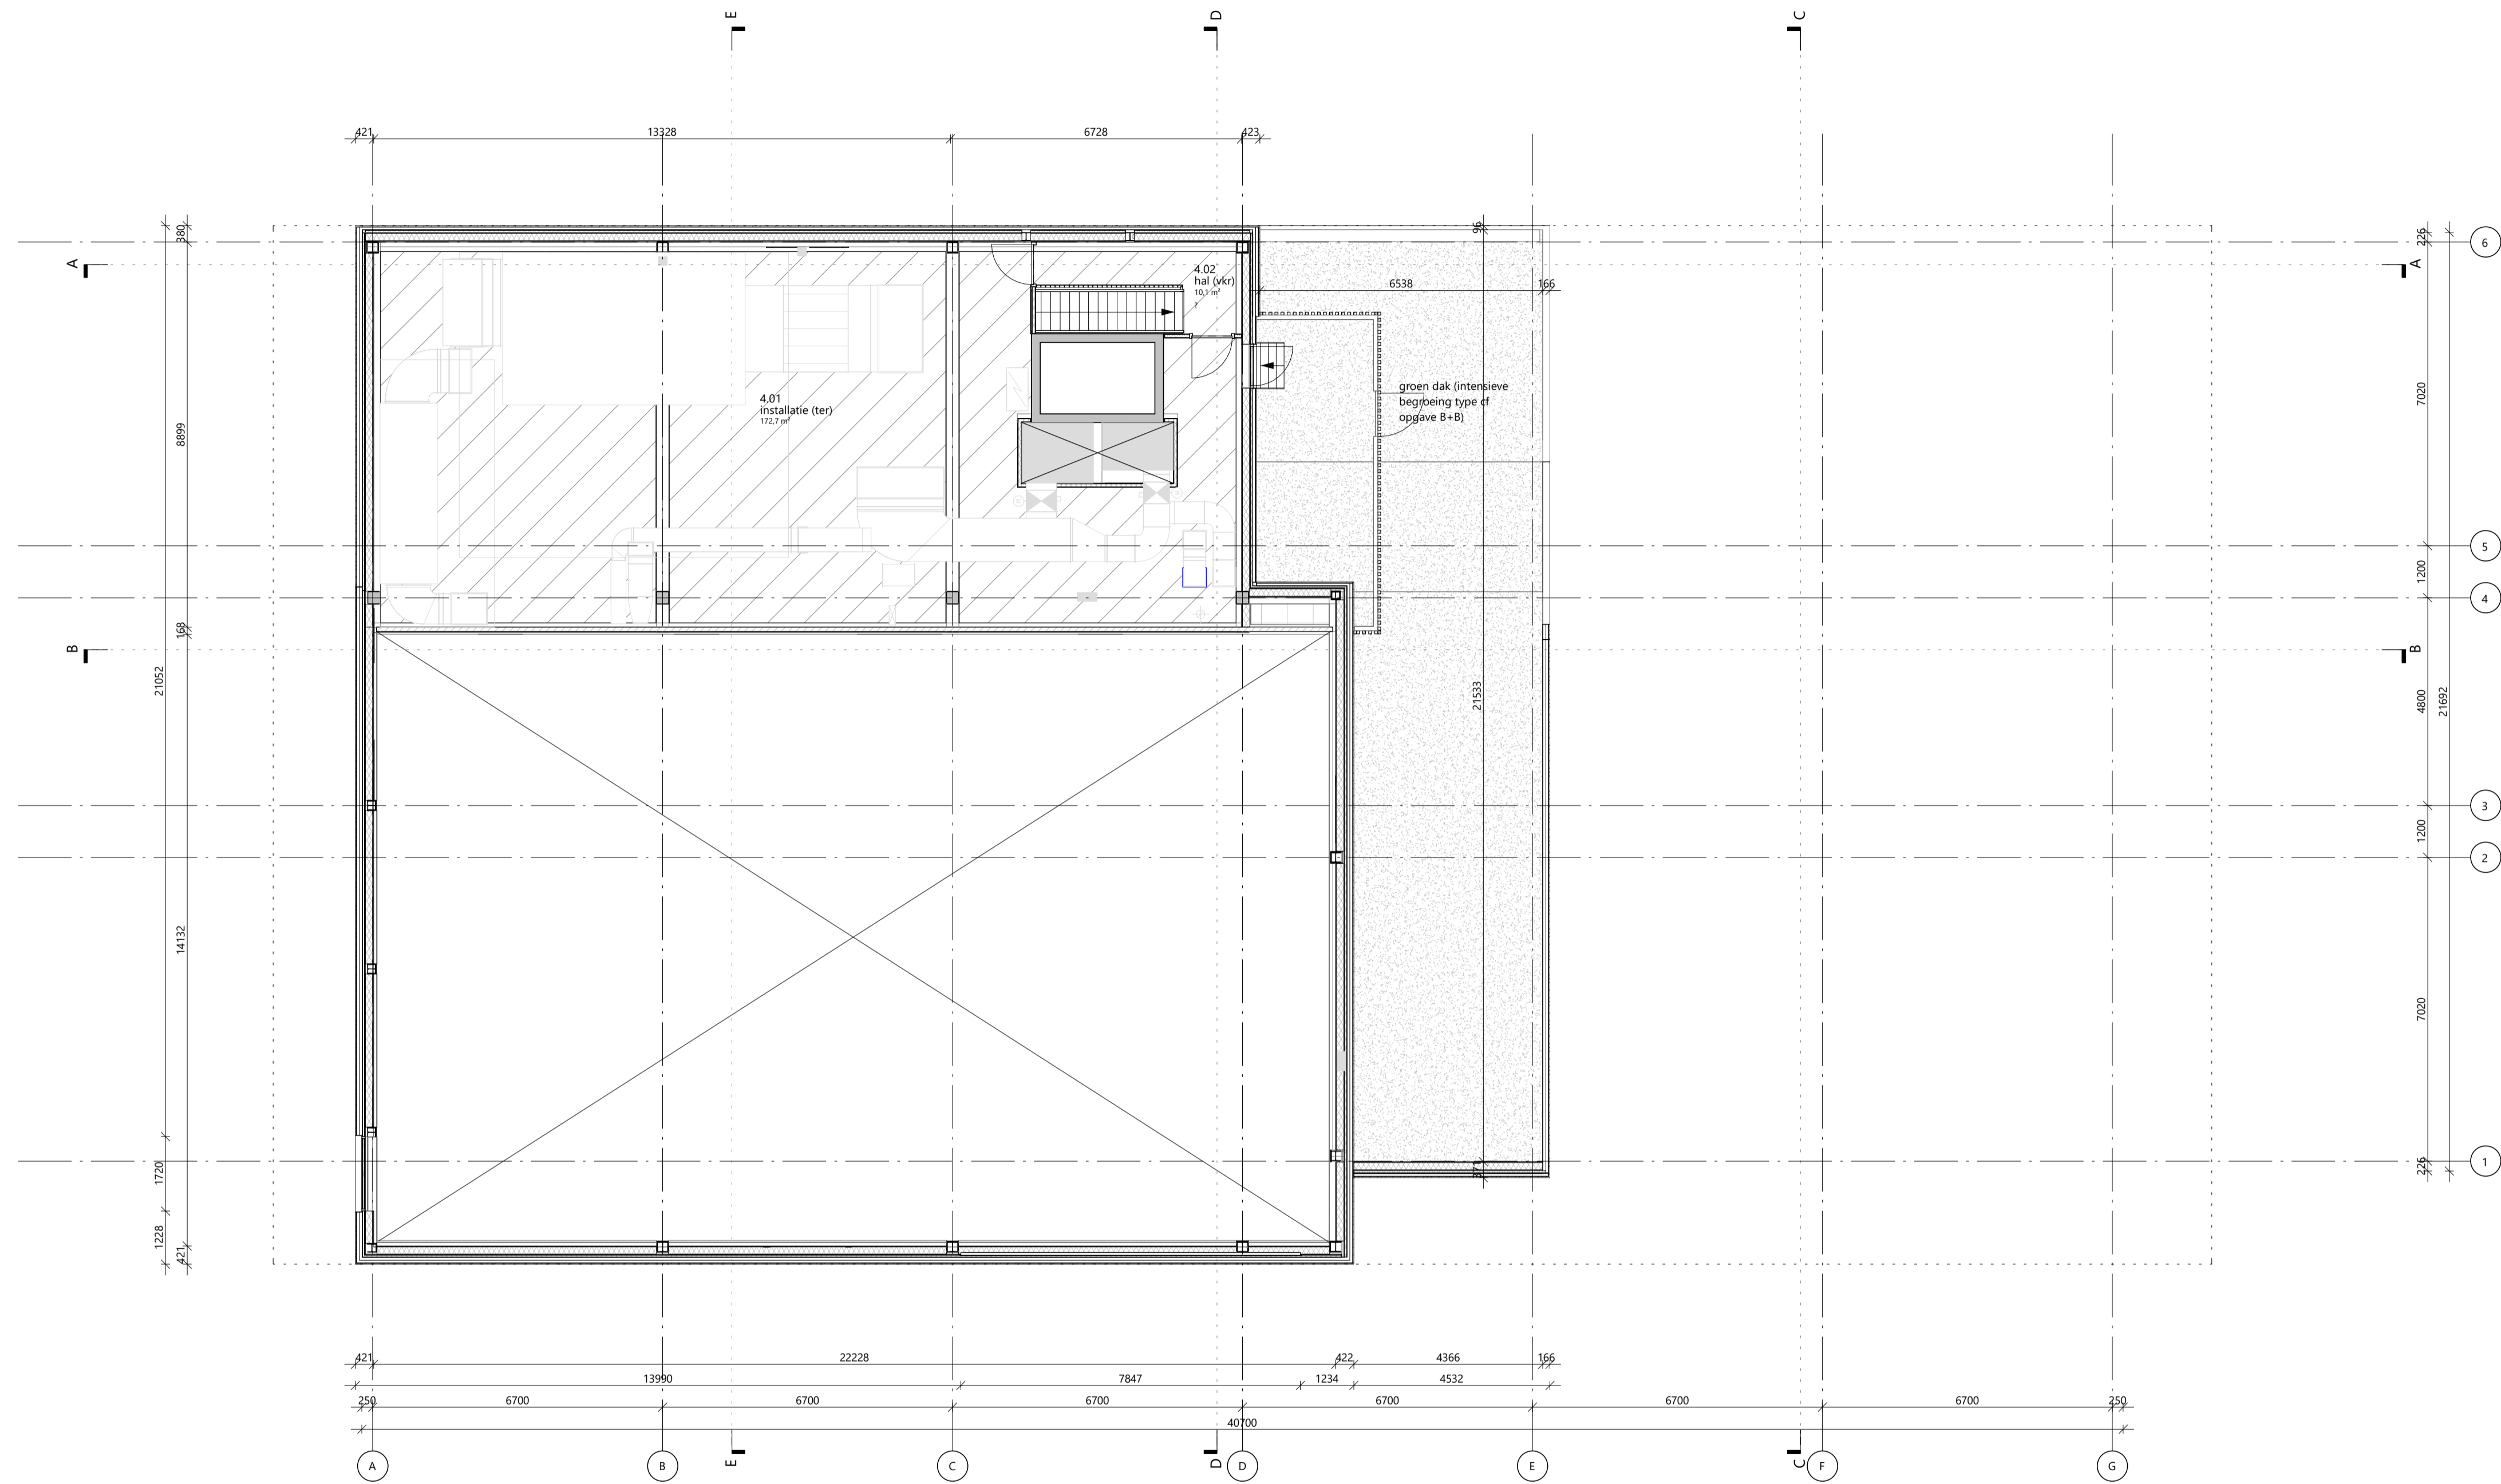 E
D
C
421
13328
6728
423
380
96
226
6
A
A
4.02
hal (vkr)
10,1 m²
?
6538
166
groen dak (intensieve
begroeing type cf
opgave B+B)
7020
4.01
installatie (ter)
172,7 m²
8899
5
1200
4
168
B
B
21052
21533
4800
21692
3
1200
2
14132
7020
1720
371
226
1
1228
421
421
22228
422
4366
166
13990
7847
1234
4532
250
6700
6700
6700
6700
6700
6700
250
40700
E
D
C
A
B
C
D
E
F
G